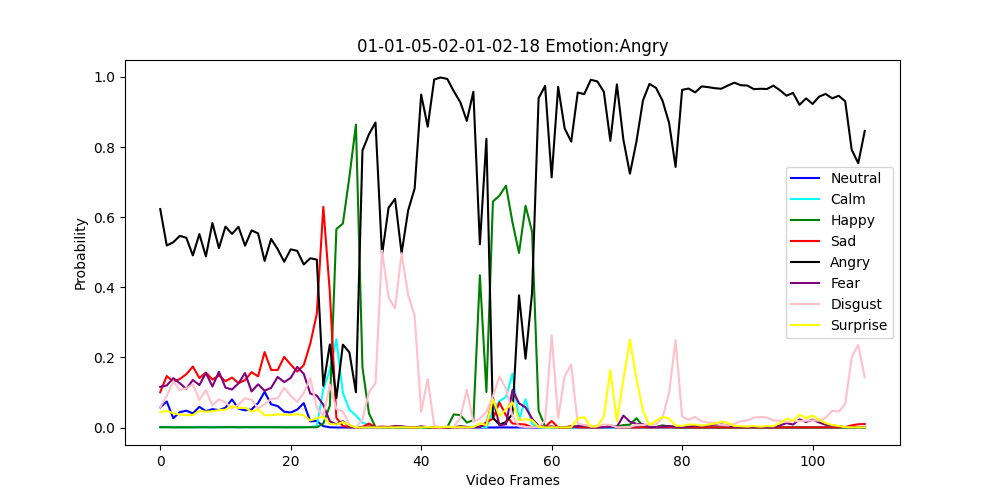 01-01-05-02-01-02-18 Emotion:Angry
1.0
0.8
0.6
0.4
0.2
0.0
Probability
0
20
40
60
80
100
Video Frames
Neutral
Calm
Happy
Sad
Angry
Fear
Disgust
Surprise